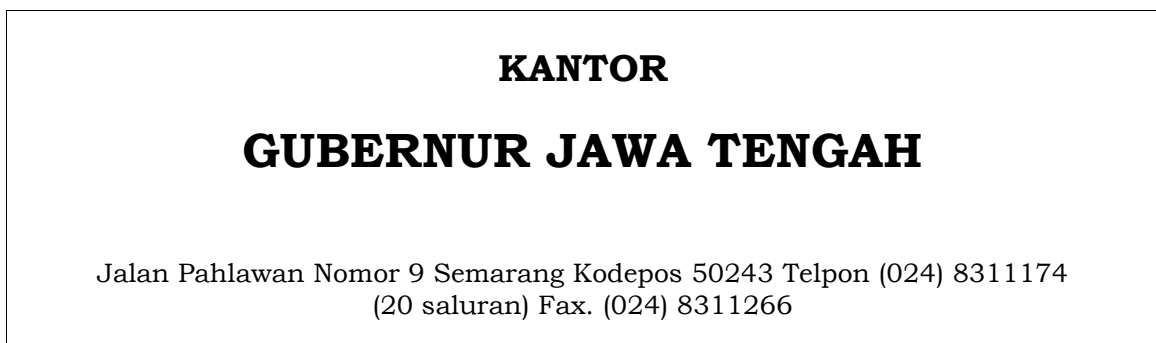 KANTOR
GUBERNUR JAWA TENGAH
Jalan Pahlawan Nomor 9 Semarang Kodepos 50243 Telpon (024) 8311174
(20 saluran) Fax. (024) 8311266